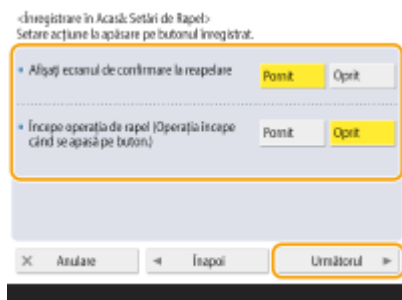 <Înregistrare în Acasă: Setări de Rapel>
Setare acțiune la apăsare pe butonul înregistrat.
Afișați ecranul de confirmare la reapelare
Pornit
Oprit
Începe operația de rapel (Operația începe
când se apasă pe buton.)
Pornit
Oprit
Anulare
Înapoi
Următorul